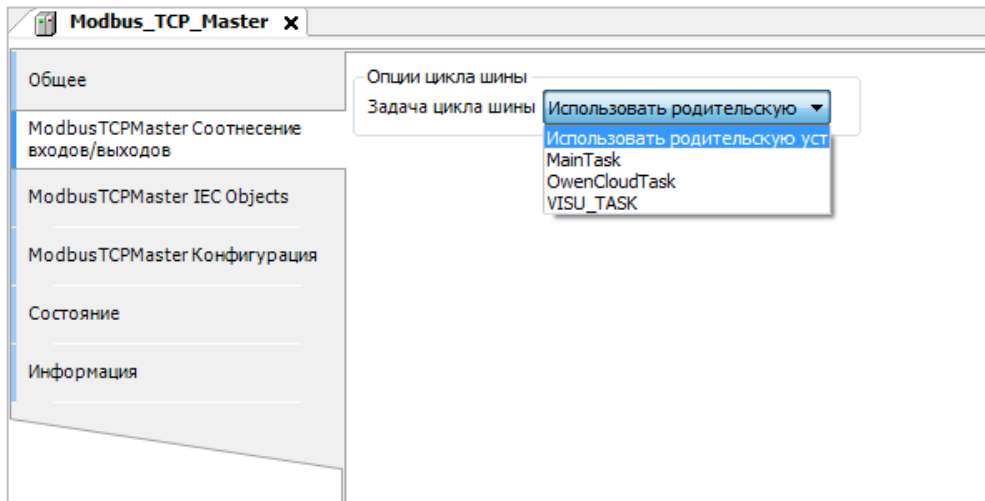 Modbus_TCP_Master x
Общее
ModbusTCPMaster Соотнесение
входов/выходов
ModbusTCPMaster IEC Objects
ModbusTCPMaster Конфигурация
Состояние
Информация
Опции цикла шины
Задача цикла шины Использовать родительскую
Использовать родительскую уст
MainTask
OwenCloudTask
VISU_TASK